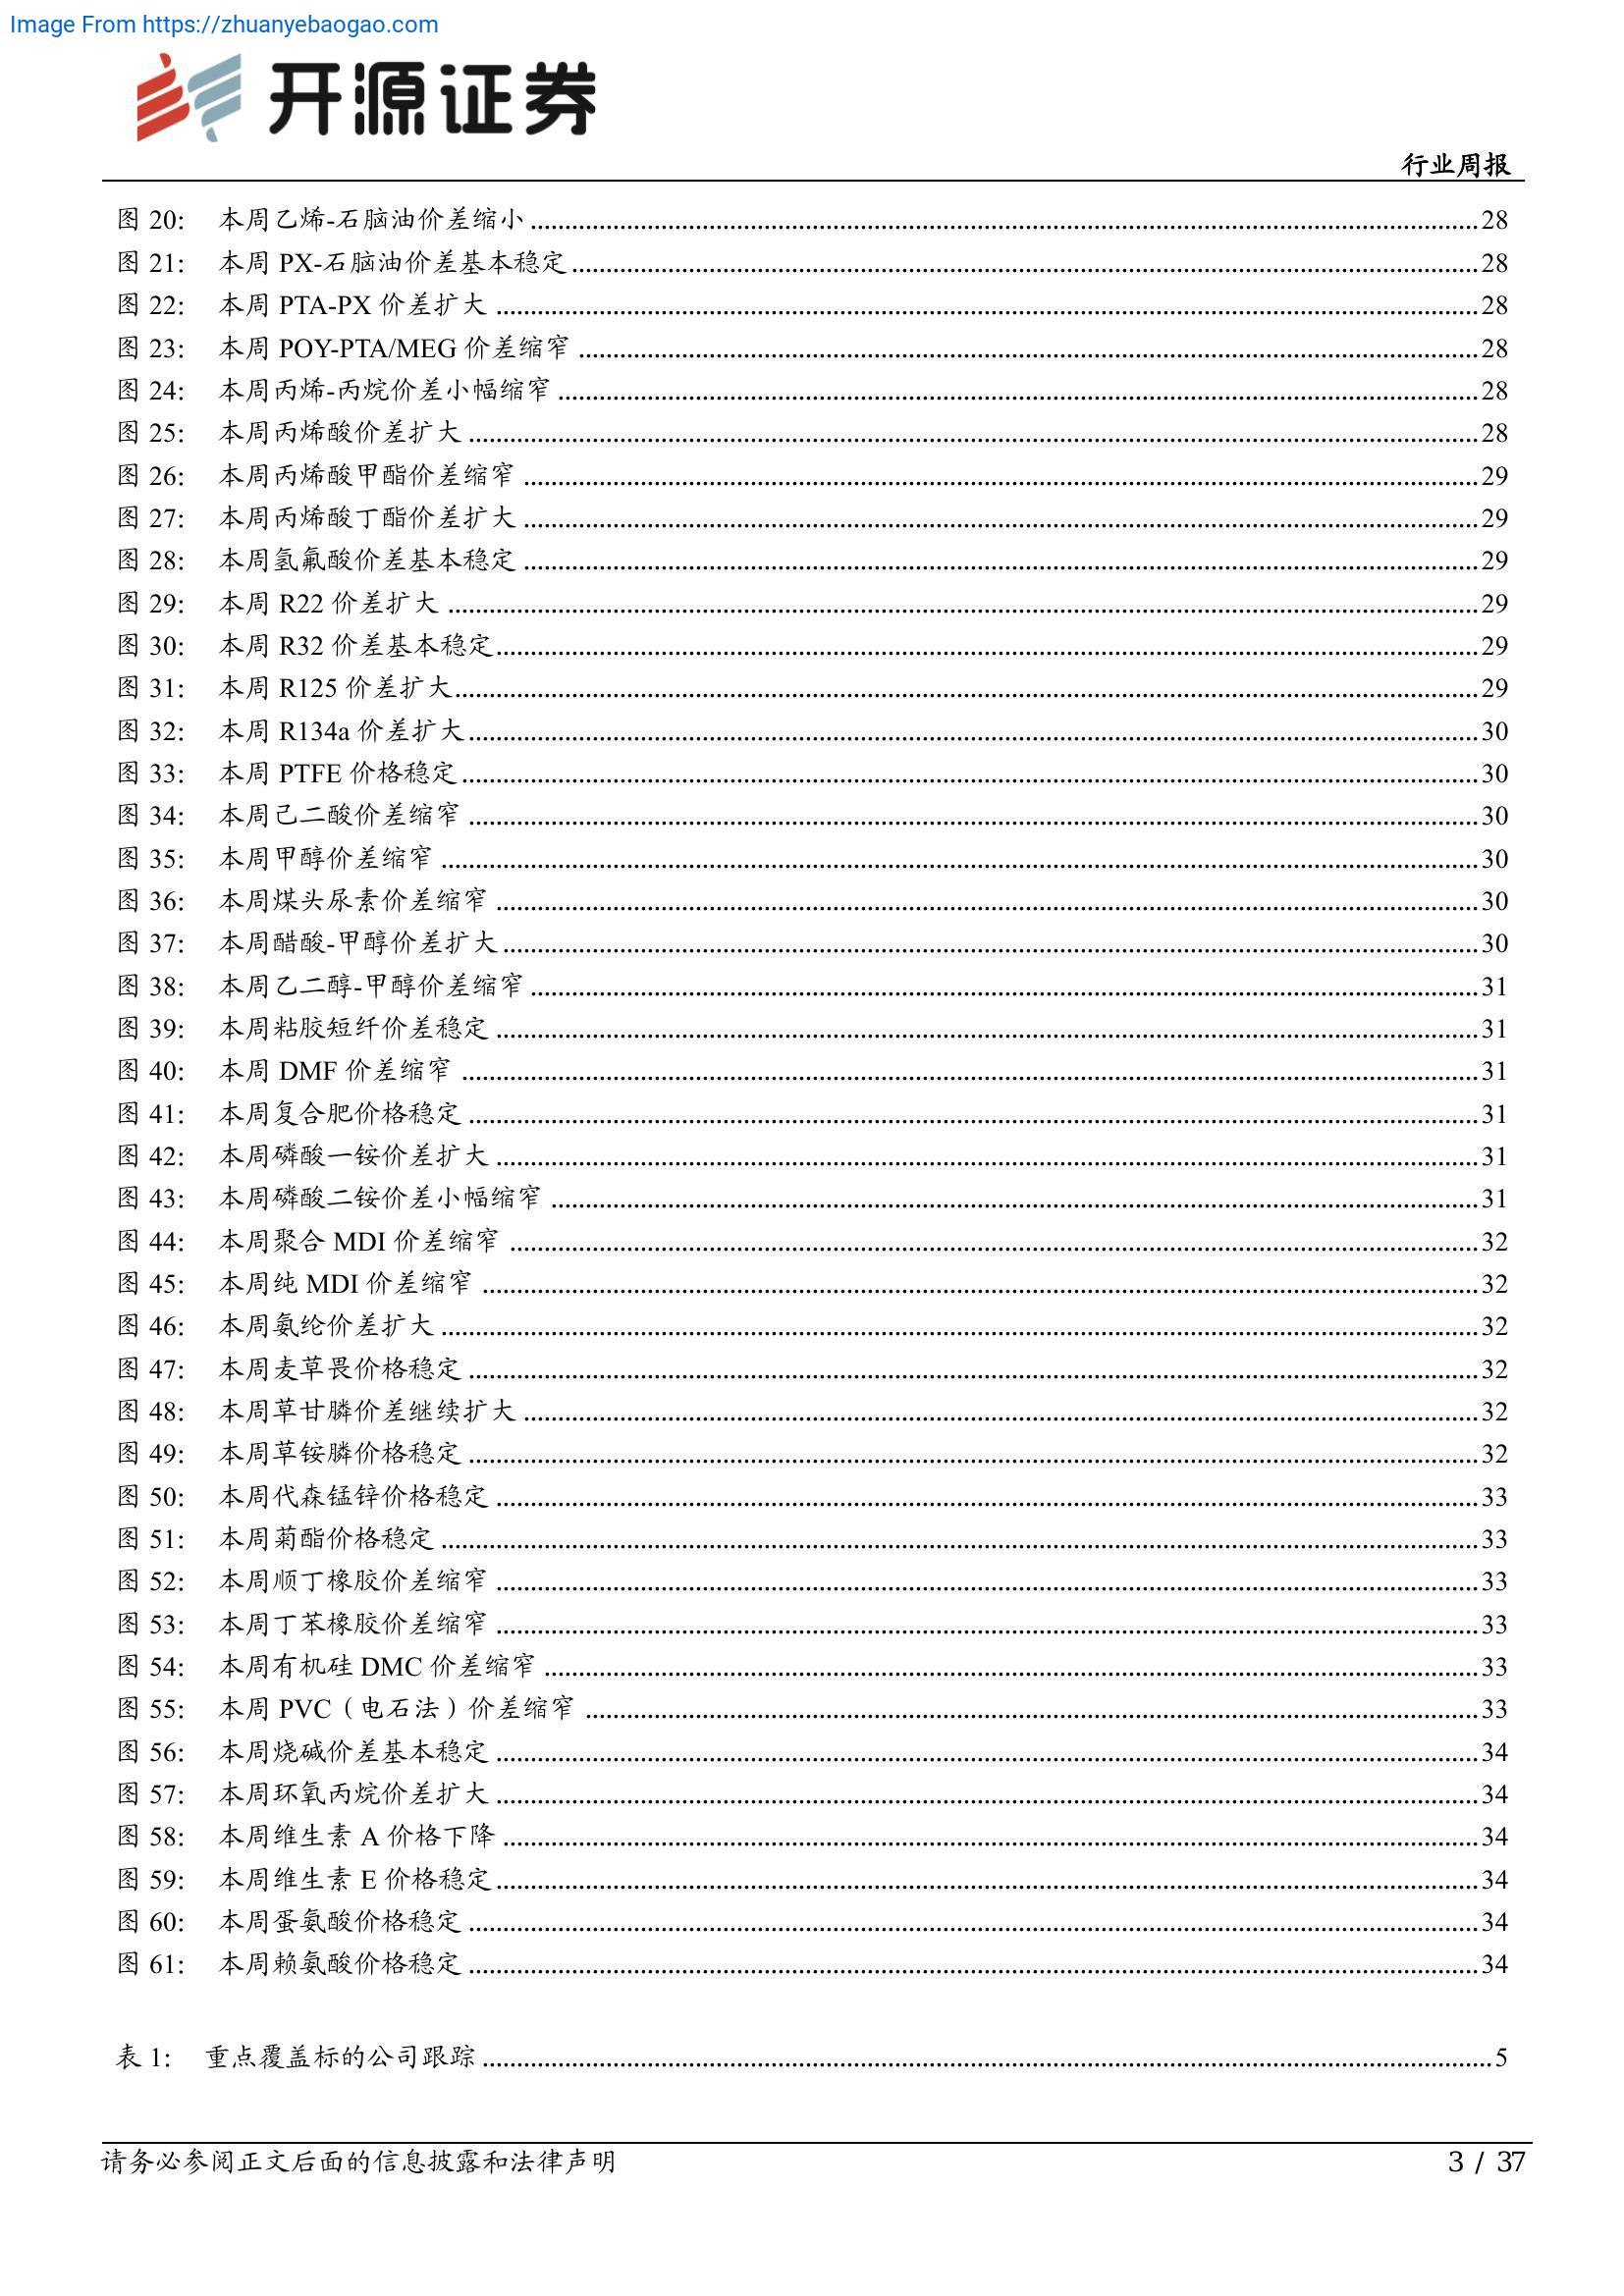 Image From https://zhuanyebaogao.com
开源证券
行业周报
图 20: 本周乙烯-石脑油价差缩小 ........ 28
图 21: 本周 PX-石脑油价差基本稳定 ........ 28
图 22: 本周 PTA-PX 价差扩大 ........ 28
图 23: 本周 POY-PTA/MEG 价差缩窄 ........ 28
图 24: 本周丙烯-丙烷价差小幅缩窄 ........ 28
图 25: 本周丙烯酸价差扩大 ........ 28
图 26: 本周丙烯酸甲酯价差缩窄 ........ 29
图 27: 本周丙烯酸丁酯价差扩大 ........ 29
图 28: 本周氢氟酸价差基本稳定 ........ 29
图 29: 本周 R22 价差扩大 ........ 29
图 30: 本周 R32 价差基本稳定 ........ 29
图 31: 本周 R125 价差扩大 ........ 29
图 32: 本周 R134a 价差扩大 ........ 30
图 33: 本周 PTFE 价格稳定 ........ 30
图 34: 本周己二酸价差缩窄 ........ 30
图 35: 本周甲醇价差缩窄 ........ 30
图 36: 本周煤头尿素价差缩窄 ........ 30
图 37: 本周醋酸-甲醇价差扩大 ........ 30
图 38: 本周乙二醇-甲醇价差缩窄 ........ 31
图 39: 本周粘胶短纤价差稳定 ........ 31
图 40: 本周 DMF 价差缩窄 ........ 31
图 41: 本周复合肥价格稳定 ........ 31
图 42: 本周磷酸一铵价差扩大 ........ 31
图 43: 本周磷酸二铵价差小幅缩窄 ........ 31
图 44: 本周聚合 MDI 价差缩窄 ........ 32
图 45: 本周纯 MDI 价差缩窄 ........ 32
图 46: 本周氨纶价差扩大 ........ 32
图 47: 本周麦草畏价格稳定 ........ 32
图 48: 本周草甘膦价差继续扩大 ........ 32
图 49: 本周草铵膦价格稳定 ........ 32
图 50: 本周代森锰锌价格稳定 ........ 33
图 51: 本周菊酯价格稳定 ........ 33
图 52: 本周顺丁橡胶价差缩窄 ........ 33
图 53: 本周丁苯橡胶价差缩窄 ........ 33
图 54: 本周有机硅 DMC 价差缩窄 ........ 33
图 55: 本周 PVC（电石法）价差缩窄 ........ 33
图 56: 本周烧碱价差基本稳定 ........ 34
图 57: 本周环氧丙烷价差扩大 ........ 34
图 58: 本周维生素 A 价格下降 ........ 34
图 59: 本周维生素 E 价格稳定 ........ 34
图 60: 本周蛋氨酸价格稳定 ........ 34
图 61: 本周赖氨酸价格稳定 ........ 34
表 1: 重点覆盖标的公司跟踪 ........ 5
请务必参阅正文后面的信息披露和法律声明
3 / 37